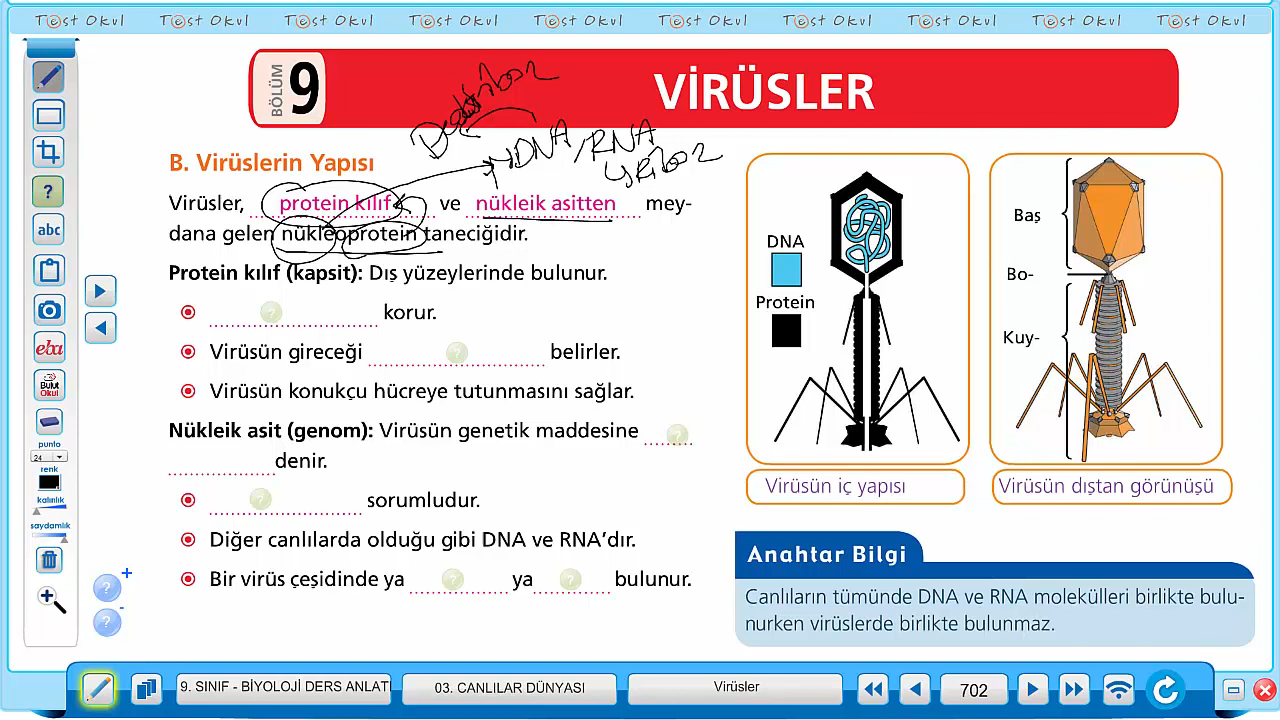 Test Okul Test Okul Test Okul Test Okul Test Okul Test Okul Test Okul Test Okul Test Okul Test Okul
BÖLÜM 9
VİRÜSLER
DNA/RNA
B. Virüslerin Yapısı
Virüsler, protein kılıf ve nükleik asitten mey-
dana gelen nükleoprotein taneciğidir.
Protein kılıf (kapsit): Dış yüzeylerinde bulunur.
? korur.
Virüsün gireceği ? belirler.
Virüsün konukçu hücreye tutunmasını sağlar.
Nükleik asit (genom): Virüsün genetik maddesine ?
denir.
? sorumludur.
Diğer canlılarda olduğu gibi DNA ve RNA'dır.
Bir virüs çeşidinde ya ? ya ? bulunur.
DNA
Protein
Virüsün iç yapısı
Baş
Bo-
Kuy-
Virüsün dıştan görünüşü
Anahtar Bilgi
Canlıların tümünde DNA ve RNA molekülleri birlikte bulu-
nurken virüslerde birlikte bulunmaz.
?
abc
eba
Bulut Okul
punto
24
renk
kalınlık
saydamlık
? +
? -
9. SINIF - BİYOLOJİ DERS ANLATI
03. CANLILAR DÜNYASI
Virüsler
702